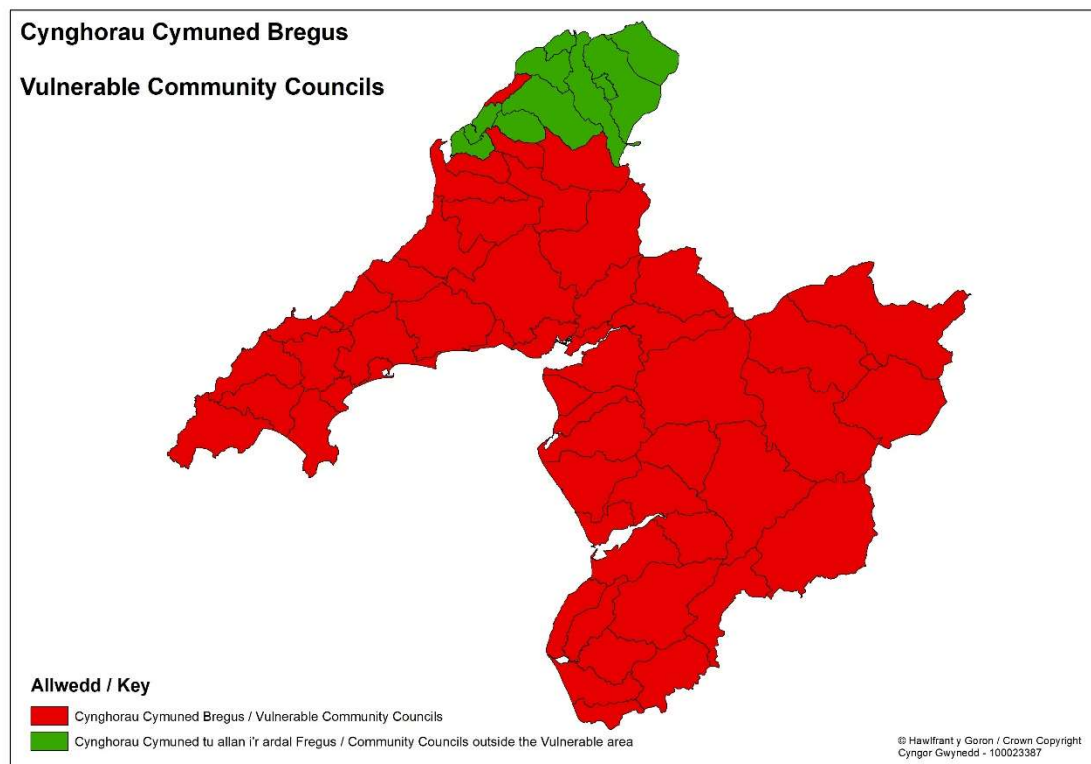 Cynghorau Cymuned Bregus
Vulnerable Community Councils
Allwedd / Key
Cynghorau Cymuned Bregus / Vulnerable Community Councils
Cynghorau Cymuned tu allan i'r ardal Fregus / Community Councils outside the Vulnerable area
© Hawlfrant y Goron / Crown Copyright
Cyngor Gwynedd - 100023387